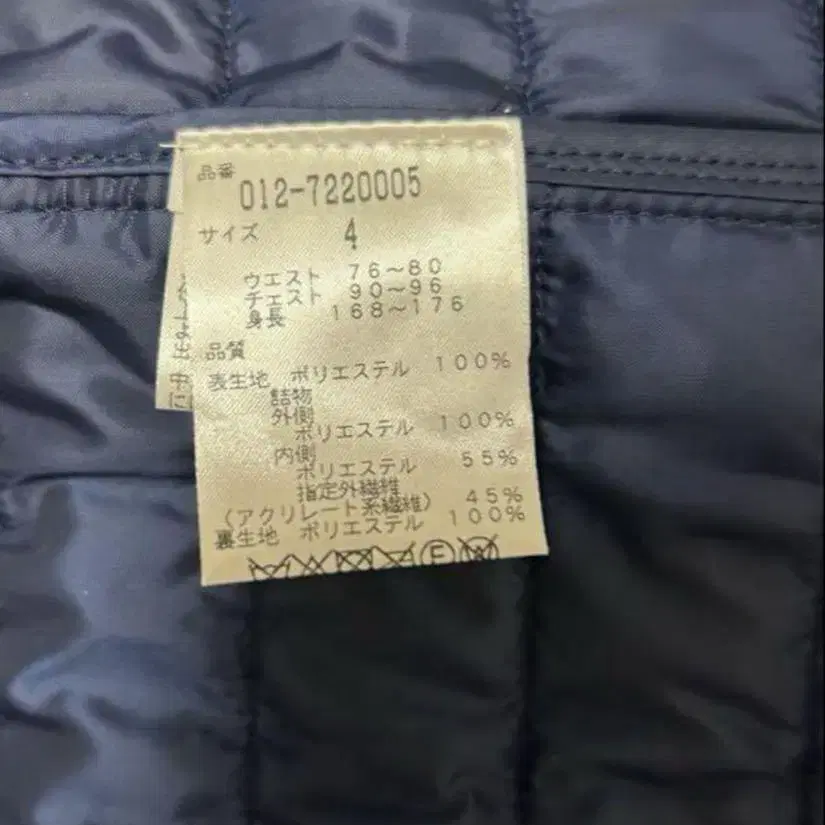 品番
012-7220005
サイズ 4
ウエスト 76～80
チェスト 90～96
身長 168～176
品質
表生地 ポリエステル 100%
詰物
外側
ポリエステル 100%
内側
ポリエステル 55%
指定外繊維
（アクリレート系繊維） 45%
裏生地 ポリエステル 100%
F
W